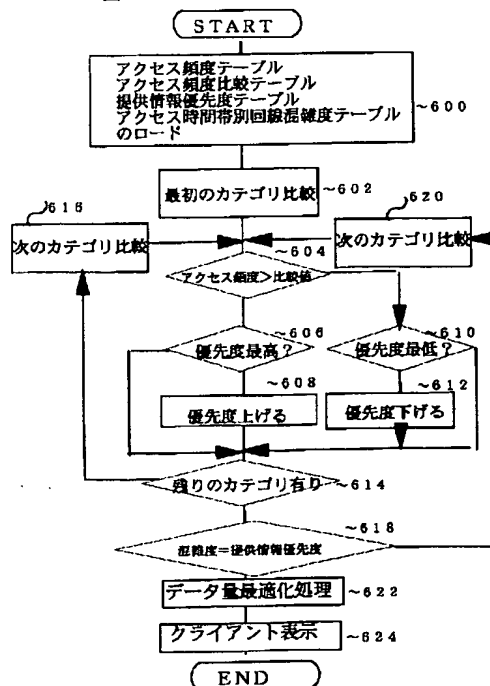 START
アクセス頻度テーブル
アクセス頻度比較テーブル
提供情報優先度テーブル
アクセス時間帯別回線混雑度テーブル
のロード
~600
最初のカテゴリ比較
~602
616
次のカテゴリ比較
620
次のカテゴリ比較
~604
アクセス頻度>比較値
~606
優先度最高?
~610
優先度最低?
~608
優先度上げる
~612
優先度下げる
残りのカテゴリ有り
~614
~618
混雑度=提供情報優先度
データ量最適化処理
~622
クライアント表示
~624
END